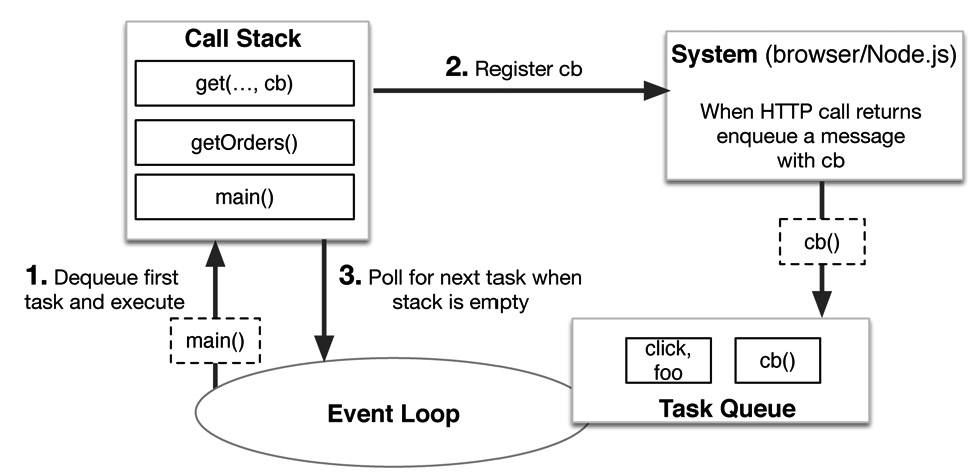 Call Stack
get(…, cb)
getOrders()
main()
2. Register cb
System (browser/Node.js)
When HTTP call returns
enqueue a message
with cb
cb()
1. Dequeue first
task and execute
main()
3. Poll for next task when
stack is empty
Event Loop
click,
foo
cb()
Task Queue